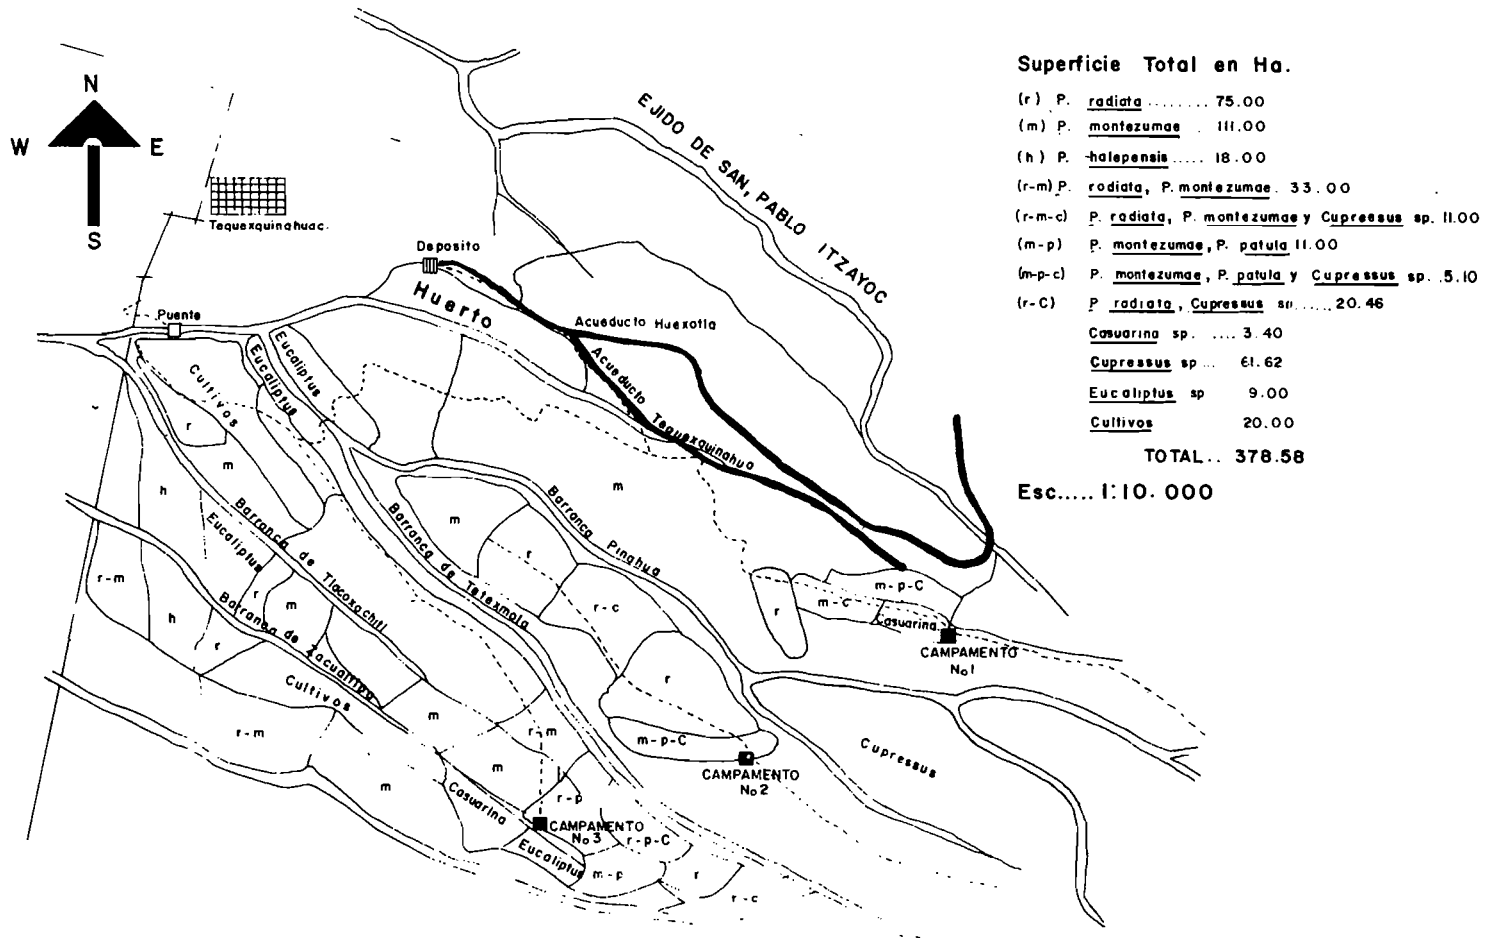 Superficie Total en Ha.
(r) P. radiata ........ 75.00
(m) P. montezumae . 111.00
(h) P. halepensis ..... 18.00
(r-m) P. radiata, P. montezumae. 33.00
(r-m-c) P. radiata, P. montezumae y Cupressus sp. 11.00
(m-p) P. montezumae, P. patula 11.00
(m-p-c) P. montezumae, P. patula y Cupressus sp. 5.10
(r-C) P radiata, Cupressus sp......, 20.46
Casuarina sp. .... 3.40
Cupressus sp ... 61.62
Eucaliptus sp 9.00
Cultivos 20.00
TOTAL.. 378.58
Esc..... 1:10.000
N
W E
S
Tequexquinahuac.
EJIDO DE SAN, PABLO ITZAYOC
Deposito
Huerto
Puente
Acueducto Huexotla
Acueducto Tequexquinahua
Eucaliptus
Eucaliptus
Cultivos
r
m
h
m
Barranca Pinahua
Barranca de Tetexmola
Barranca de Tlacoxachitl
Eucaliptus
Barranca de Zacualtipa
m
r
r-c
r-m
h
r
r
m
m-p-C
m-c
r
Casuarina
CAMPAMENTO
No1
Cultivos
r
m
r-m
r-m
m-p-C
Cupressus
m
m
CAMPAMENTO
No2
Casuarina
r-p
CAMPAMENTO
No3
r-p-C
Eucaliptus
m-p
r
r-c